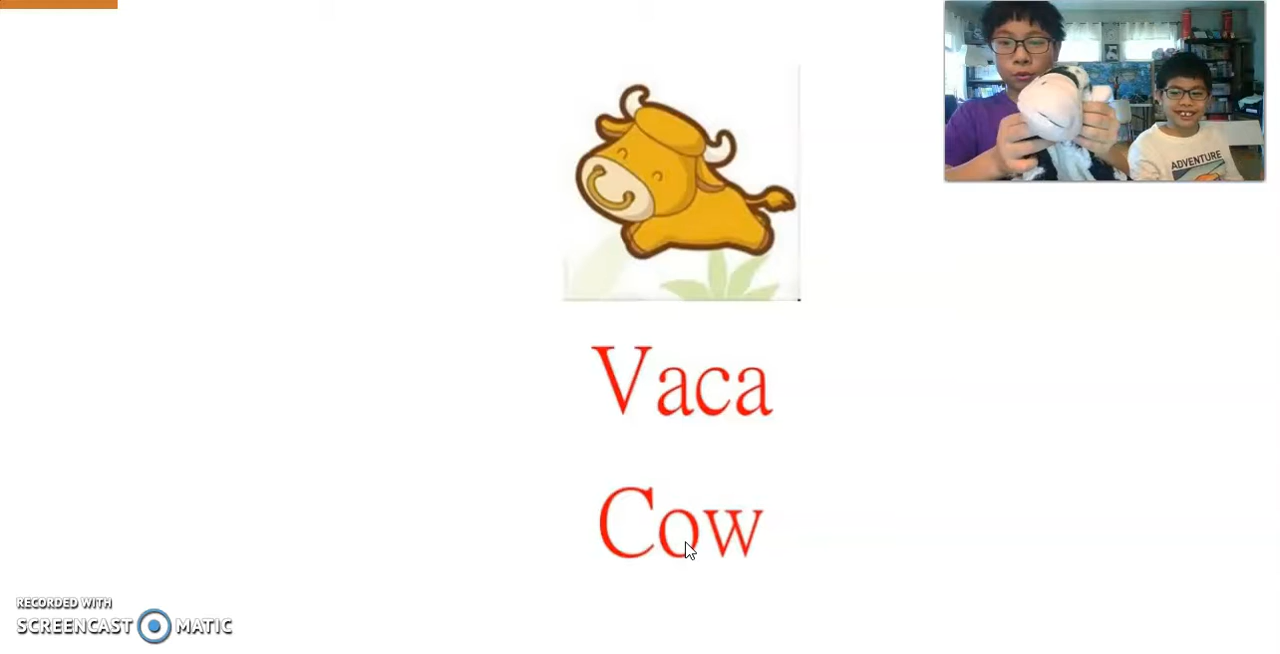 Vaca
Cow
ADVENTURE
RECORDED WITH
SCREENCAST MATIC